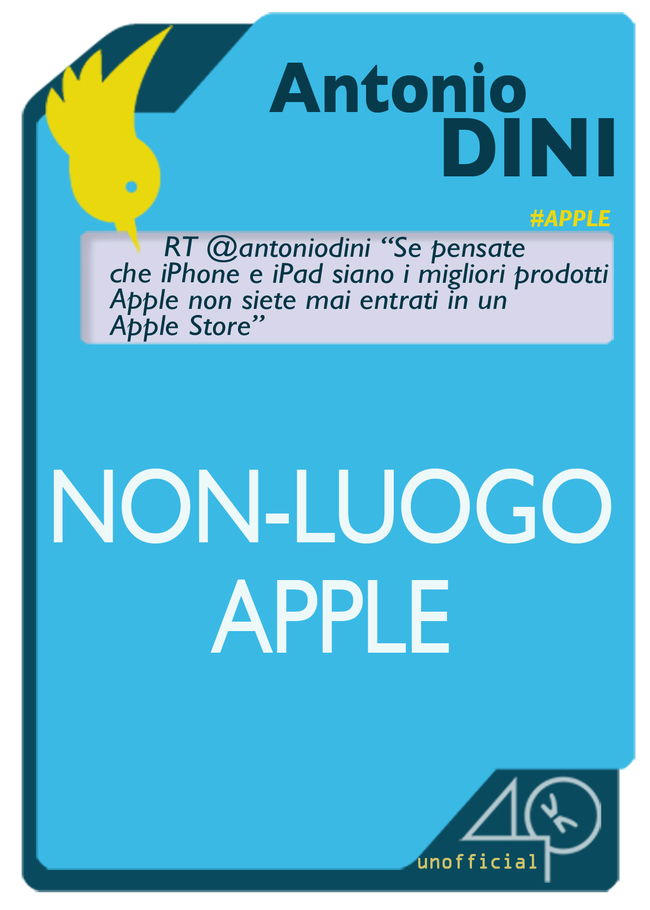 Antonio
DINI
#APPLE
RT @antoniodini “Se pensate
che iPhone e iPad siano i migliori prodotti
Apple non siete mai entrati in un
Apple Store”
NON-LUOGO
APPLE
40
unofficial